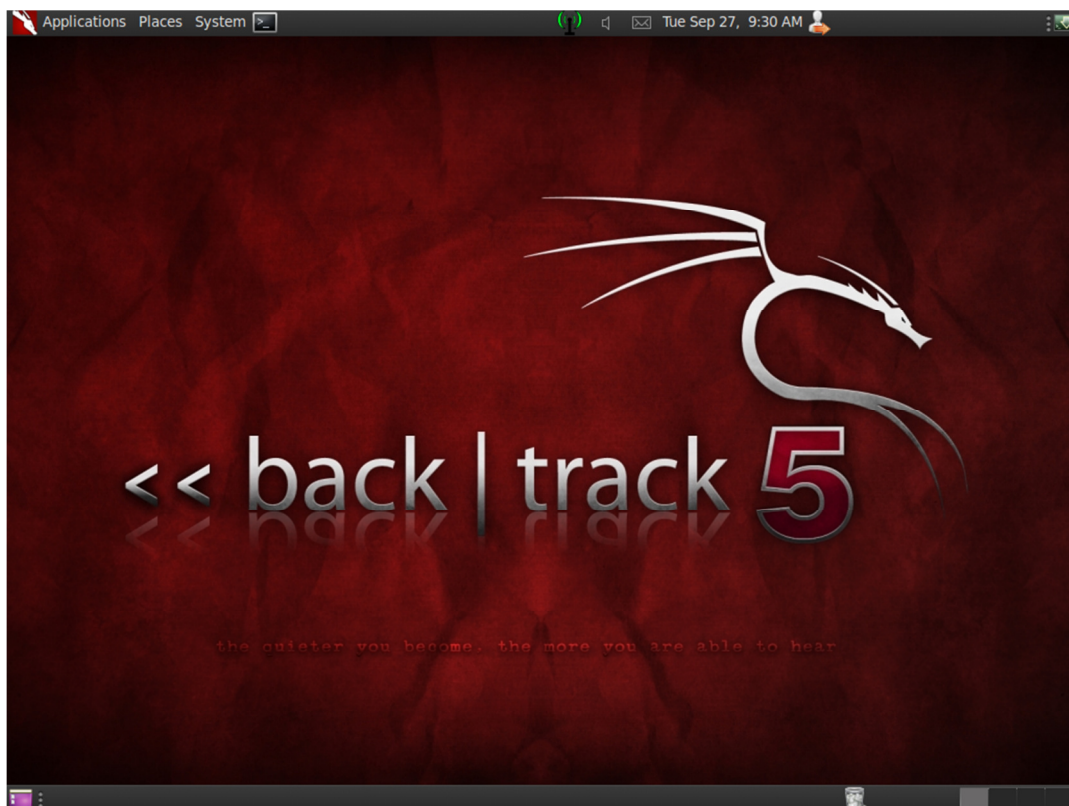 Applications Places System Tue Sep 27, 9:30 AM
<< back | track 5
the quieter you become, the more you are able to hear